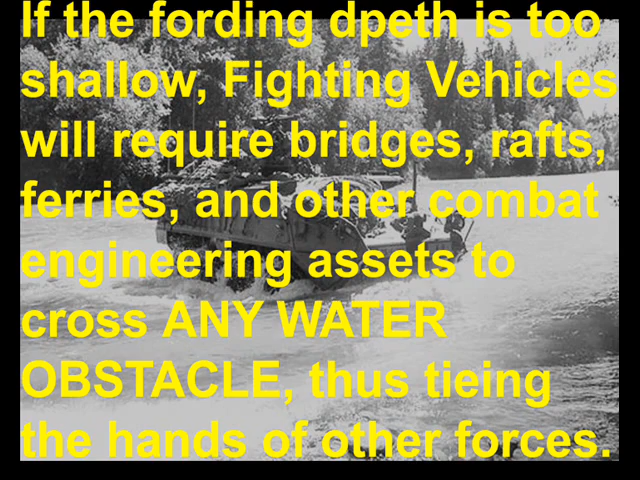 If the fording dpeth is too
shallow, Fighting Vehicles
will require bridges, rafts,
ferries, and other combat
engineering assets to
cross ANY WATER
OBSTACLE, thus tieing
the hands of other forces.